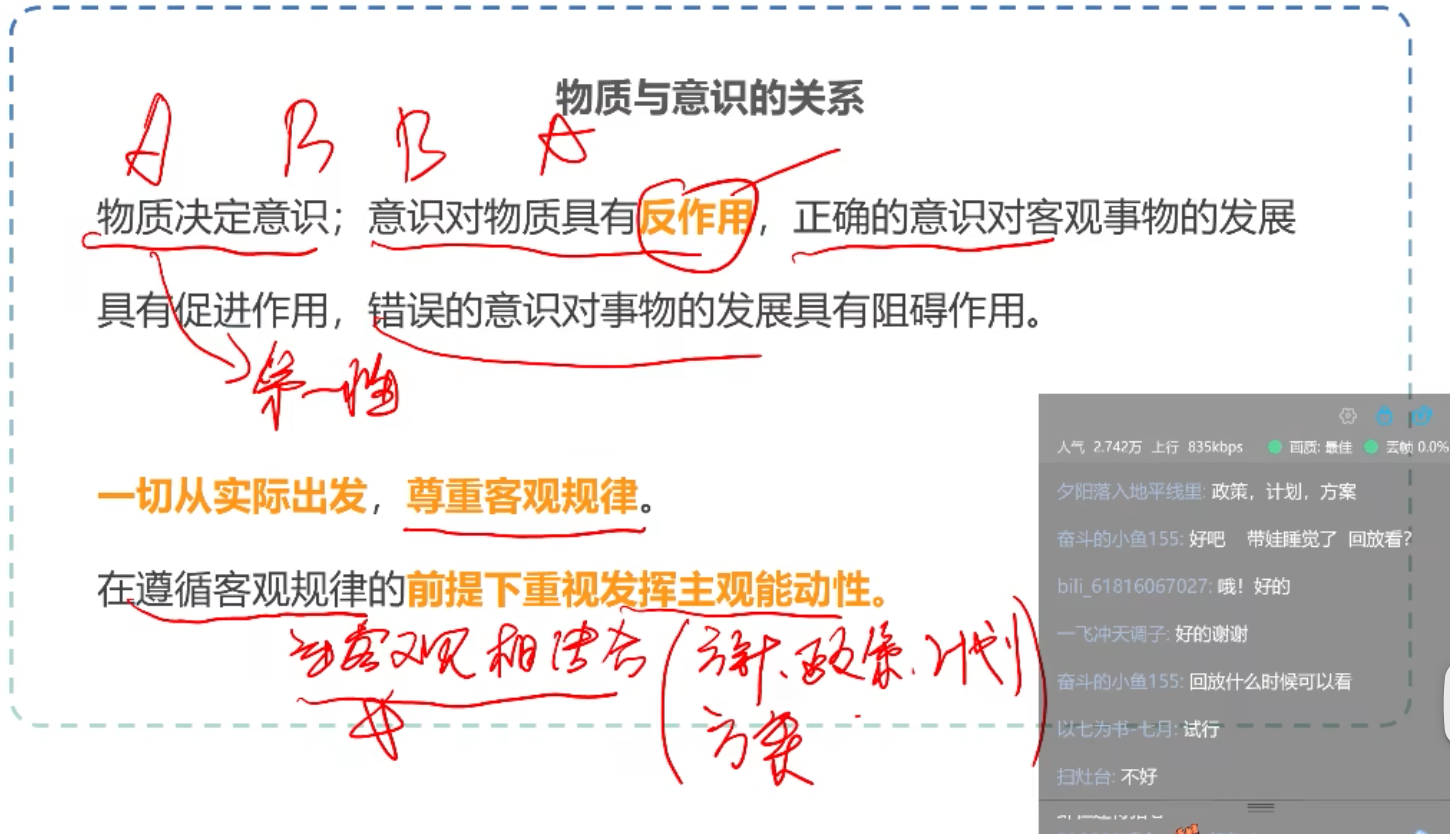 物质与意识的关系
A B B A
物质决定意识；意识对物质具有反作用，正确的意识对客观事物的发展
具有促进作用，错误的意识对事物的发展具有阻碍作用。
第一性
一切从实际出发，尊重客观规律。
在遵循客观规律的前提下重视发挥主观能动性。
主客观相结合（方针、政策、计划
方案）
人气 2.742万 上行 835kbps 画质: 最佳 丢帧 0.0%
夕阳落入地平线里: 政策，计划，方案
奋斗的小鱼155: 好吧 带娃睡觉了 回放看?
bili_61816067027: 哦！好的
一飞冲天调子: 好的谢谢
奋斗的小鱼155: 回放什么时候可以看
以七为书-七月: 试行
扫灶台: 不好